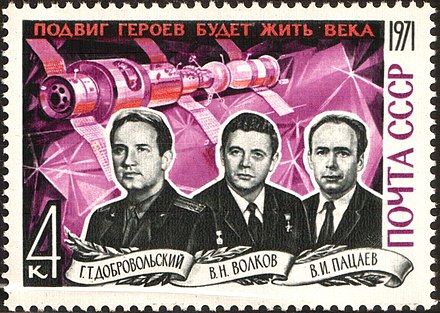 ПОДВИГ ГЕРОЕВ БУДЕТ ЖИТЬ ВЕКА
1971
ПОЧТА СССР
4 К
Г.Т. ДОБРОВОЛЬСКИЙ
В.Н. ВОЛКОВ
В.И. ПАЦАЕВ